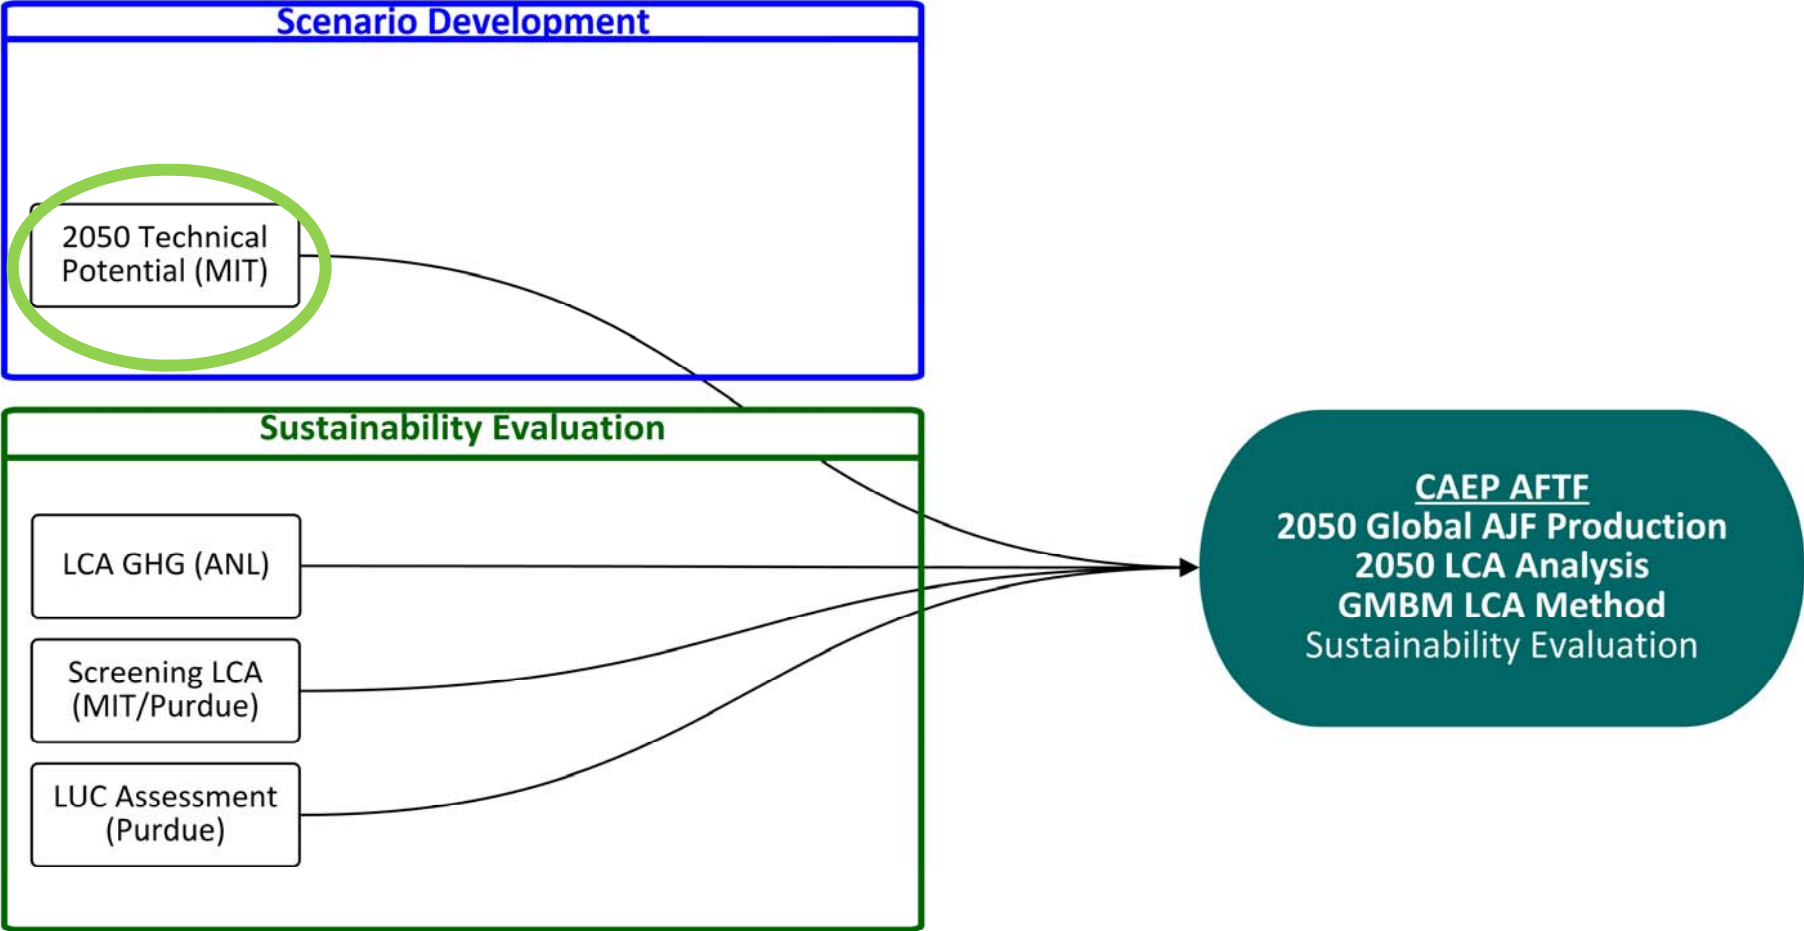 Scenario Development
2050 Technical
Potential (MIT)
Sustainability Evaluation
LCA GHG (ANL)
Screening LCA
(MIT/Purdue)
LUC Assessment
(Purdue)
CAEP AFTF
2050 Global AJF Production
2050 LCA Analysis
GMBM LCA Method
Sustainability Evaluation